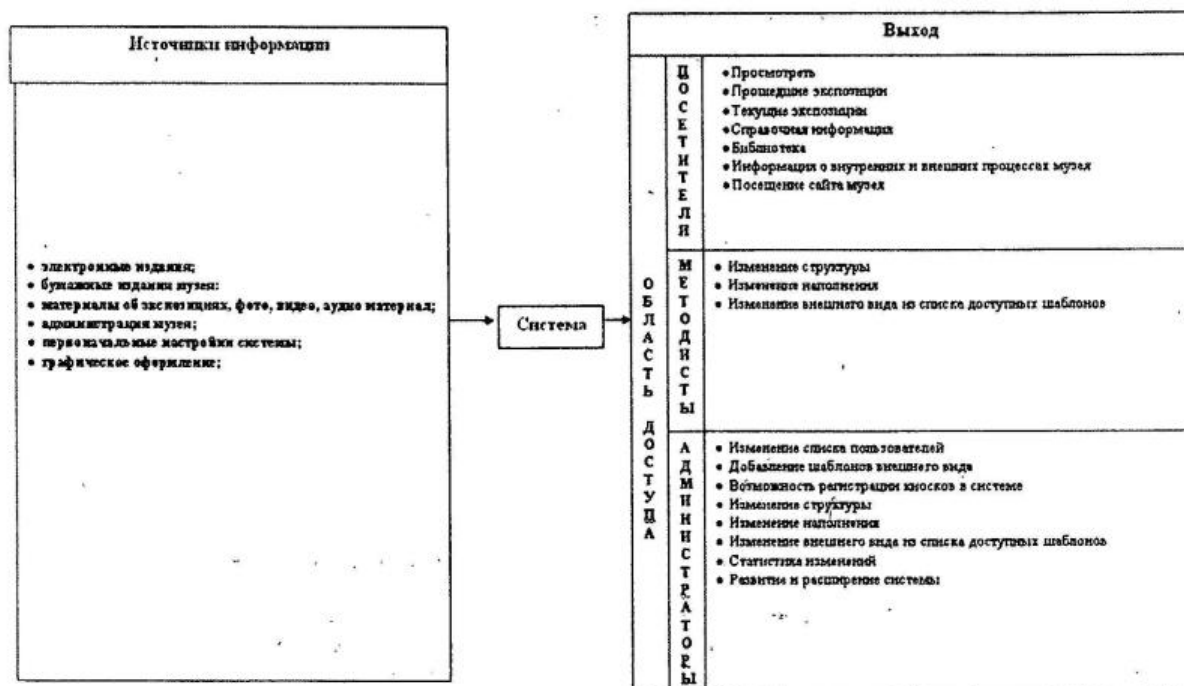 Источники информации
• электронные издания;
• бумажные издания музея;
• материалы об экспозициях, фото, видео, аудио материал;
• администрация музея;
• первоначальные настройки системы;
• графическое оформление;
Система
Выход
ОБЛАСТЬ ДОСТУПА
ПОСЕТИТЕЛИ
• Просмотреть
• Прошедшие экспозиции
• Текущие экспозиции
• Справочная информация
• Библиотека
• Информация о внутренних и внешних процессах музея
• Посещение сайта музея
МЕТОДИСТЫ
• Изменение структуры
• Изменение наполнения
• Изменение внешнего вида из списка доступных шаблонов
АДМИНИСТРАТОРЫ
• Изменение списка пользователей
• Добавление шаблонов внешнего вида
• Возможность регистрации киосков в системе
• Изменение структуры
• Изменение наполнения
• Изменение внешнего вида из списка доступных шаблонов
• Статистика изменений
• Развитие и расширение системы